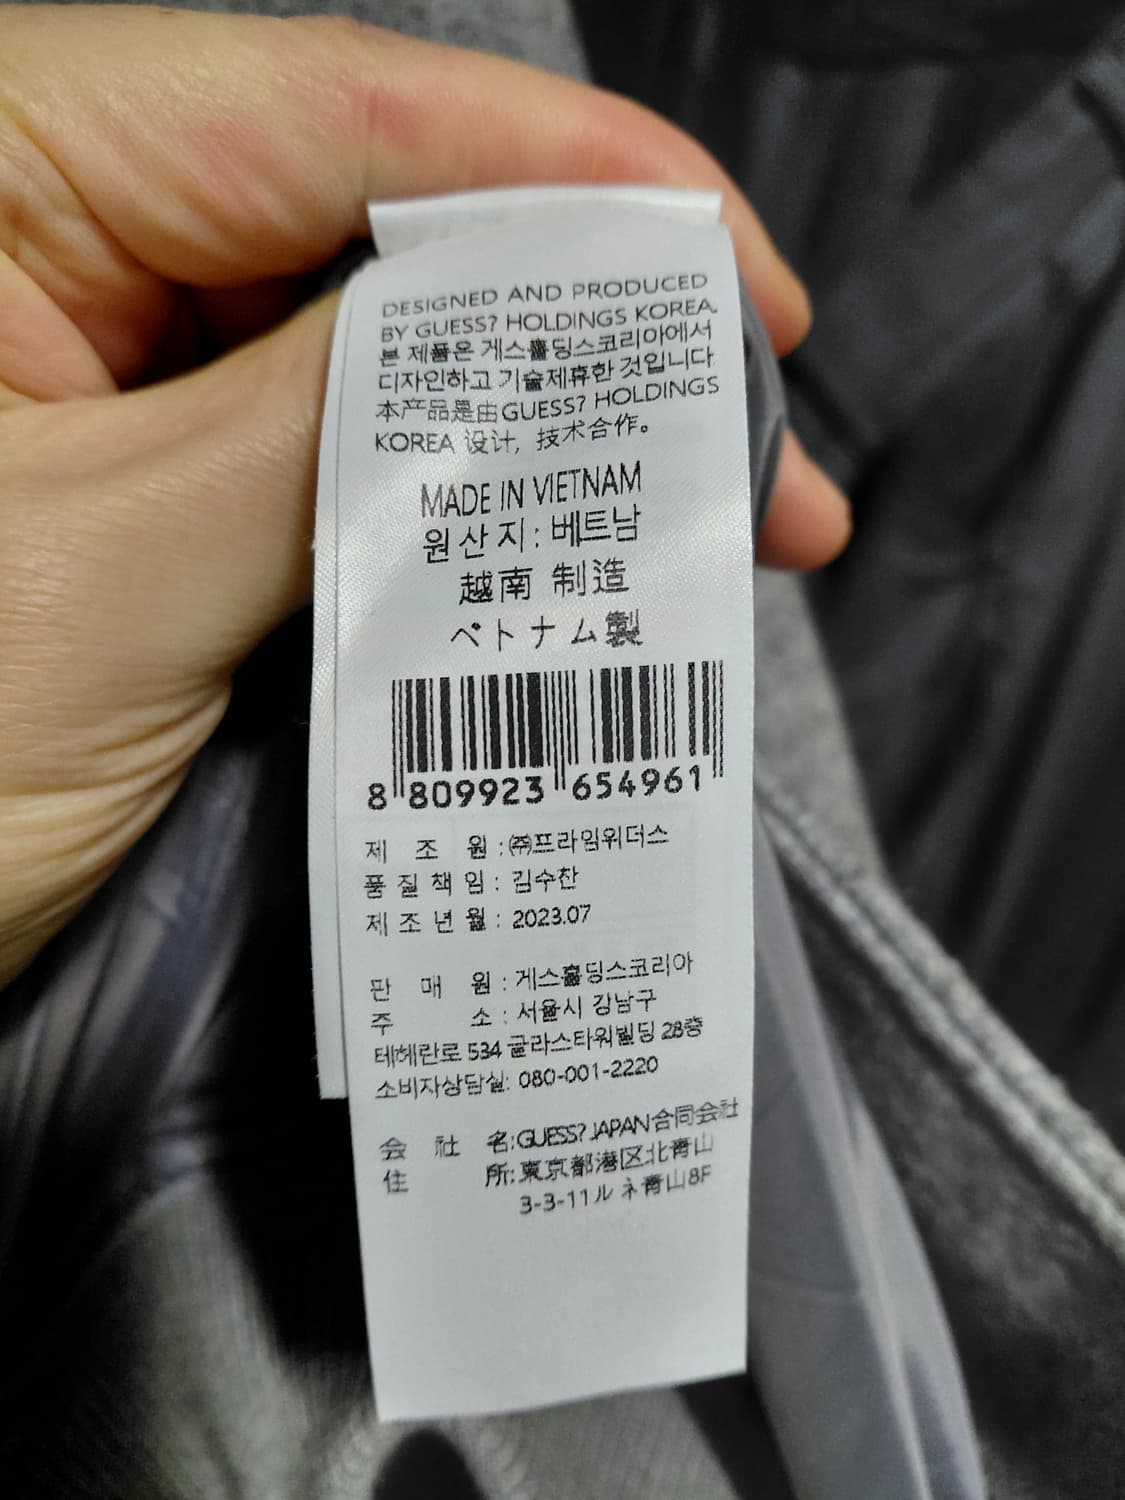 DESIGNED AND PRODUCED
BY GUESS? HOLDINGS KOREA.
본 제품은 게스홀딩스코리아에서
디자인하고 기술제휴한 것입니다
本产品是由GUESS? HOLDINGS
KOREA 设计, 技术合作。
MADE IN VIETNAM
원산지: 베트남
越南 制造
ベトナム製
8 809923 654961
제 조 원 : ㈜프라임위더스
품 질 책 임 : 김수찬
제 조 년 월 : 2023.07
판 매 원 : 게스홀딩스코리아
주 소 : 서울시 강남구
테헤란로 534 글라스타워빌딩 28층
소비자상담실: 080-001-2220
会 社 名:GUESS? JAPAN合同会社
住 所:東京都港区北青山
3-3-11ルネ青山8F